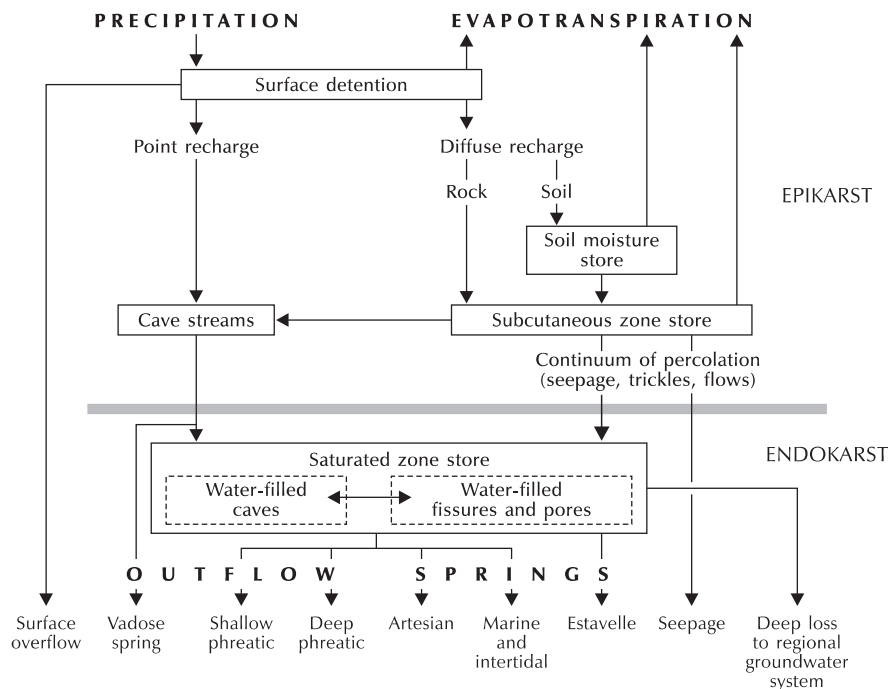 PRECIPITATION
EVAPOTRANSPIRATION
Surface detention
Point recharge
Diffuse recharge
Rock
Soil
EPIKARST
Soil moisture
store
Cave streams
Subcutaneous zone store
Continuum of percolation
(seepage, trickles, flows)
Saturated zone store
ENDOKARST
Water-filled
caves
Water-filled
fissures and pores
OUTFLOW SPRINGS
Surface
overflow
Vadose
spring
Shallow
phreatic
Deep
phreatic
Artesian
Marine
and
intertidal
Estavelle
Seepage
Deep loss
to regional
groundwater
system